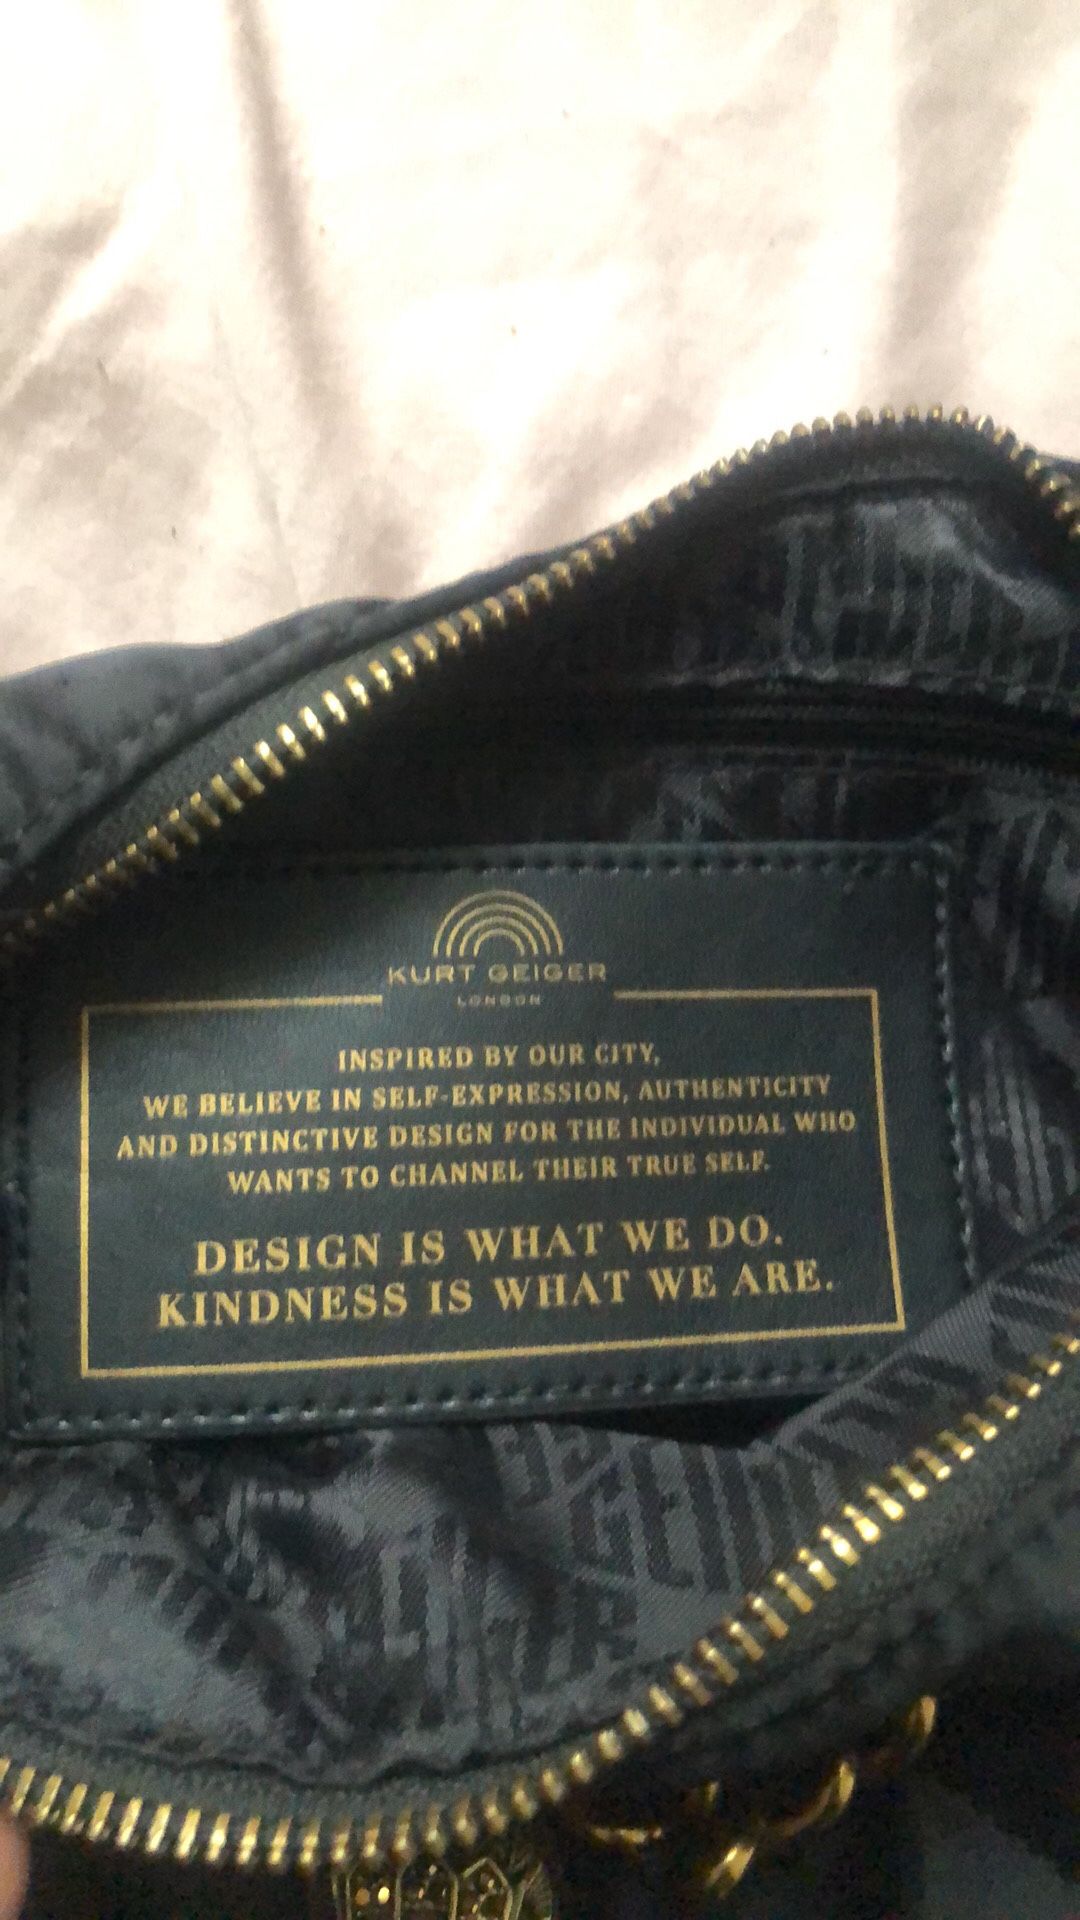 KURT GEIGER
LONDON
INSPIRED BY OUR CITY,
WE BELIEVE IN SELF-EXPRESSION, AUTHENTICITY
AND DISTINCTIVE DESIGN FOR THE INDIVIDUAL WHO
WANTS TO CHANNEL THEIR TRUE SELF.
DESIGN IS WHAT WE DO.
KINDNESS IS WHAT WE ARE.